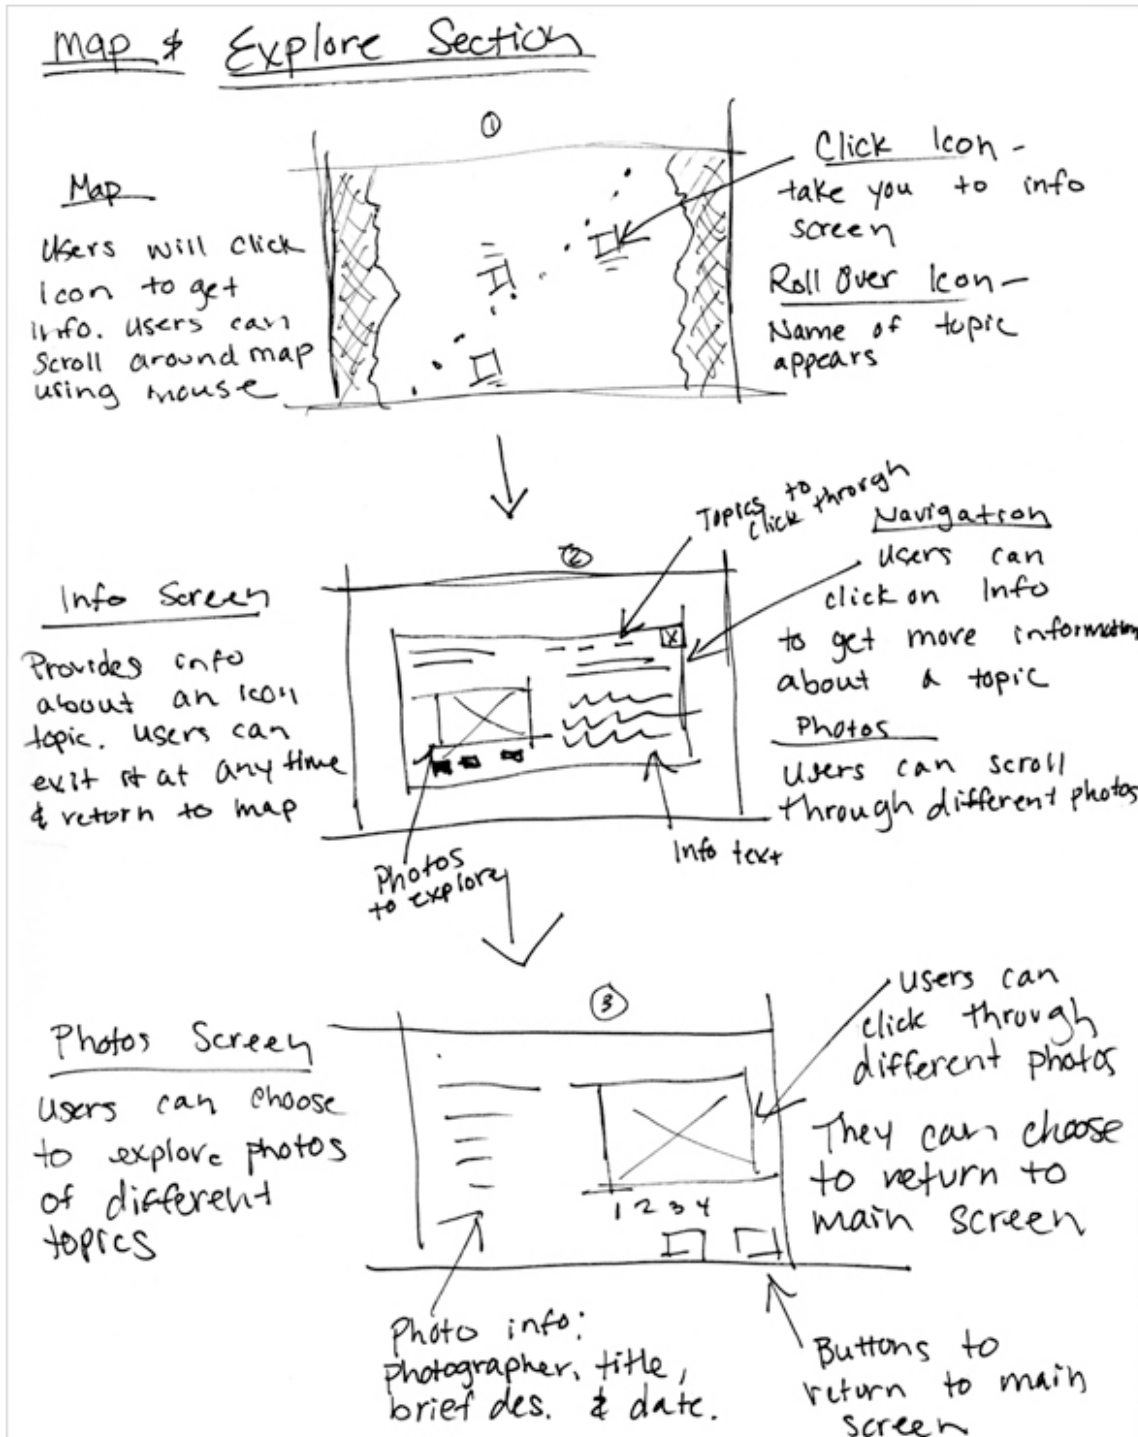 Map & Explore Section
①
Map
Users will click
Icon to get
Info. Users can
Scroll around map
using mouse
Click Icon -
take you to info
screen
Roll Over Icon -
Name of topic
appears
②
Topics to
click through
Info Screen
Provides info
about an icon
topic. Users can
exit it at any time
& return to map
X
Navigation
Users can
click on Info
to get more information
about a topic
Photos
Users can scroll
through different photos
Photos
to explore
Info text
③
Photos Screen
Users can choose
to explore photos
of different
topics
1 2 3 4
Users can
click through
different photos
They can choose
to return to
main screen
Photo info:
photographer, title,
brief des. & date.
Buttons to
return to main
screen